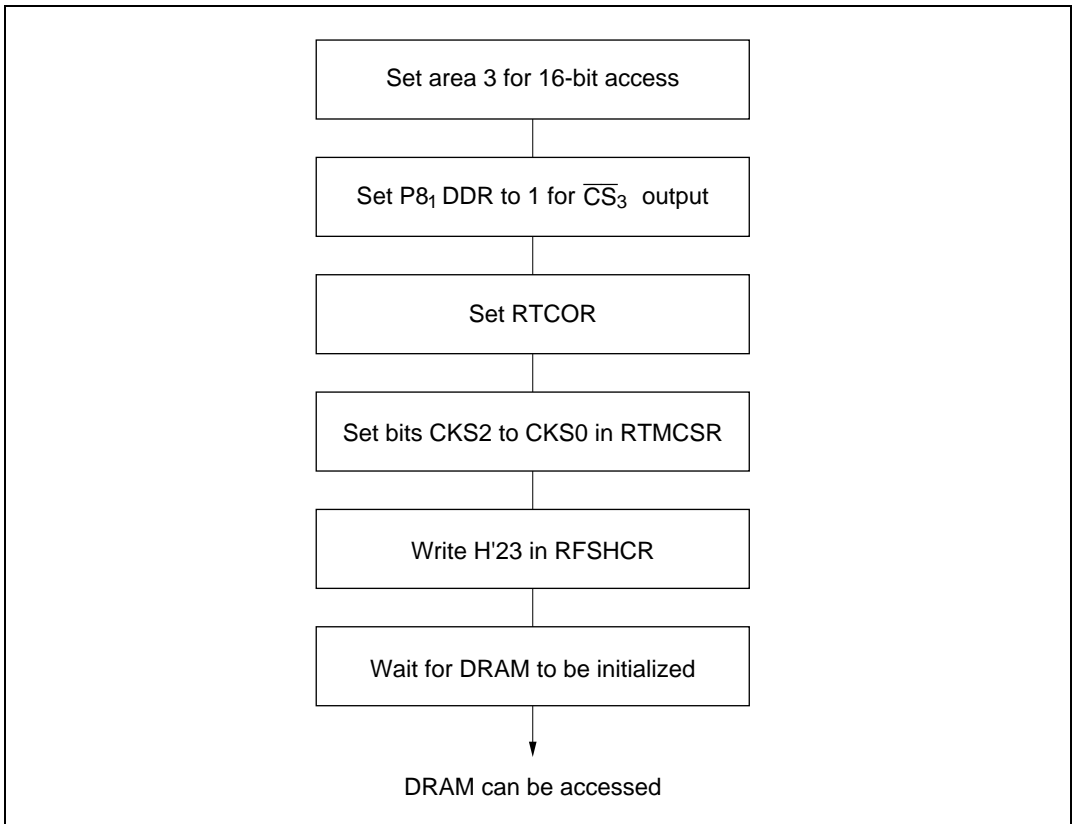 Set area 3 for 16-bit access
Set P8₁ DDR to 1 for C̅S̅₃ output
Set RTCOR
Set bits CKS2 to CKS0 in RTMCSR
Write H'23 in RFSHCR
Wait for DRAM to be initialized
DRAM can be accessed